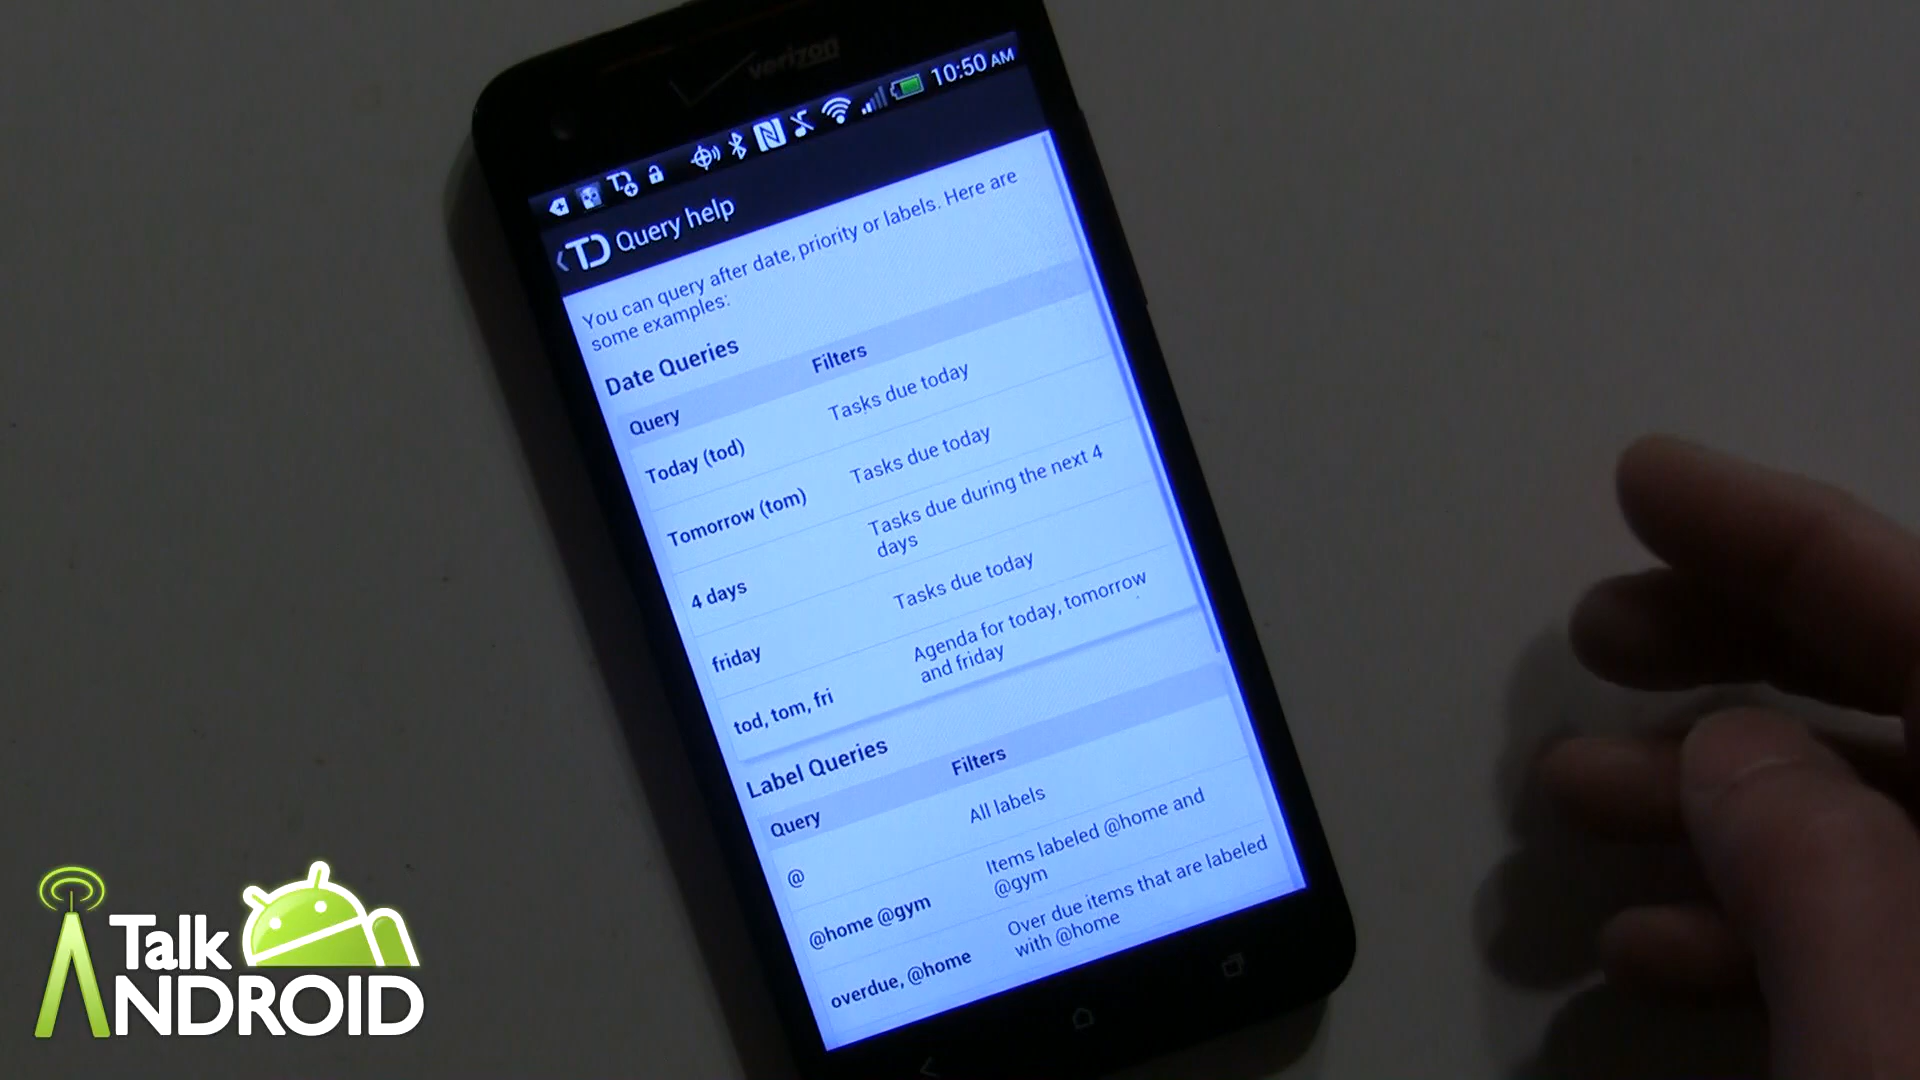 verizon
10:50 AM
TD Query help
You can query after date, priority or labels. Here are
some examples:
Date Queries
Query Filters
Today (tod) Tasks due today
Tomorrow (tom) Tasks due today
4 days Tasks due during the next 4
days
friday Tasks due today
tod, tom, fri Agenda for today, tomorrow
and friday
Label Queries
Query Filters
@ All labels
@home @gym Items labeled @home and
@gym
overdue, @home Over due items that are labeled
with @home
Talk
ANDROID